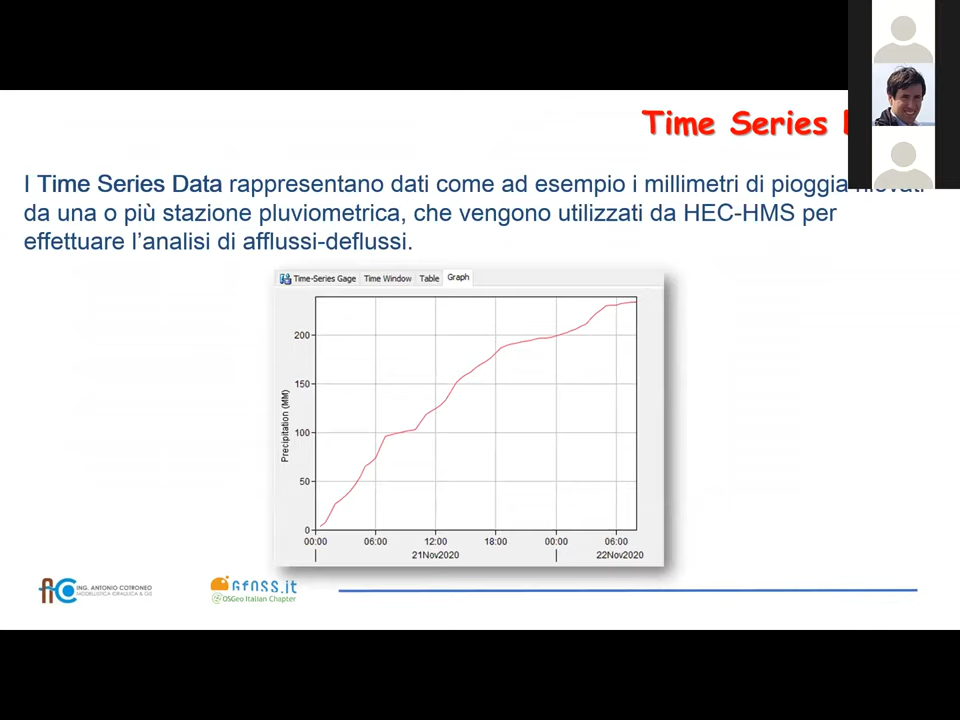 Time Series
I Time Series Data rappresentano dati come ad esempio i millimetri di pioggia
da una o più stazione pluviometrica, che vengono utilizzati da HEC-HMS per
effettuare l’analisi di afflussi-deflussi.
Time-Series Gage Time Window Table Graph
Precipitation (MM)
200
150
100
50
0
00:00 06:00 12:00 18:00 00:00 06:00
21Nov2020 22Nov2020
ING. ANTONIO COTRONEO
MODELLISTICA IDRAULICA & GIS
GFOSS.it
OSGeo Italian Chapter